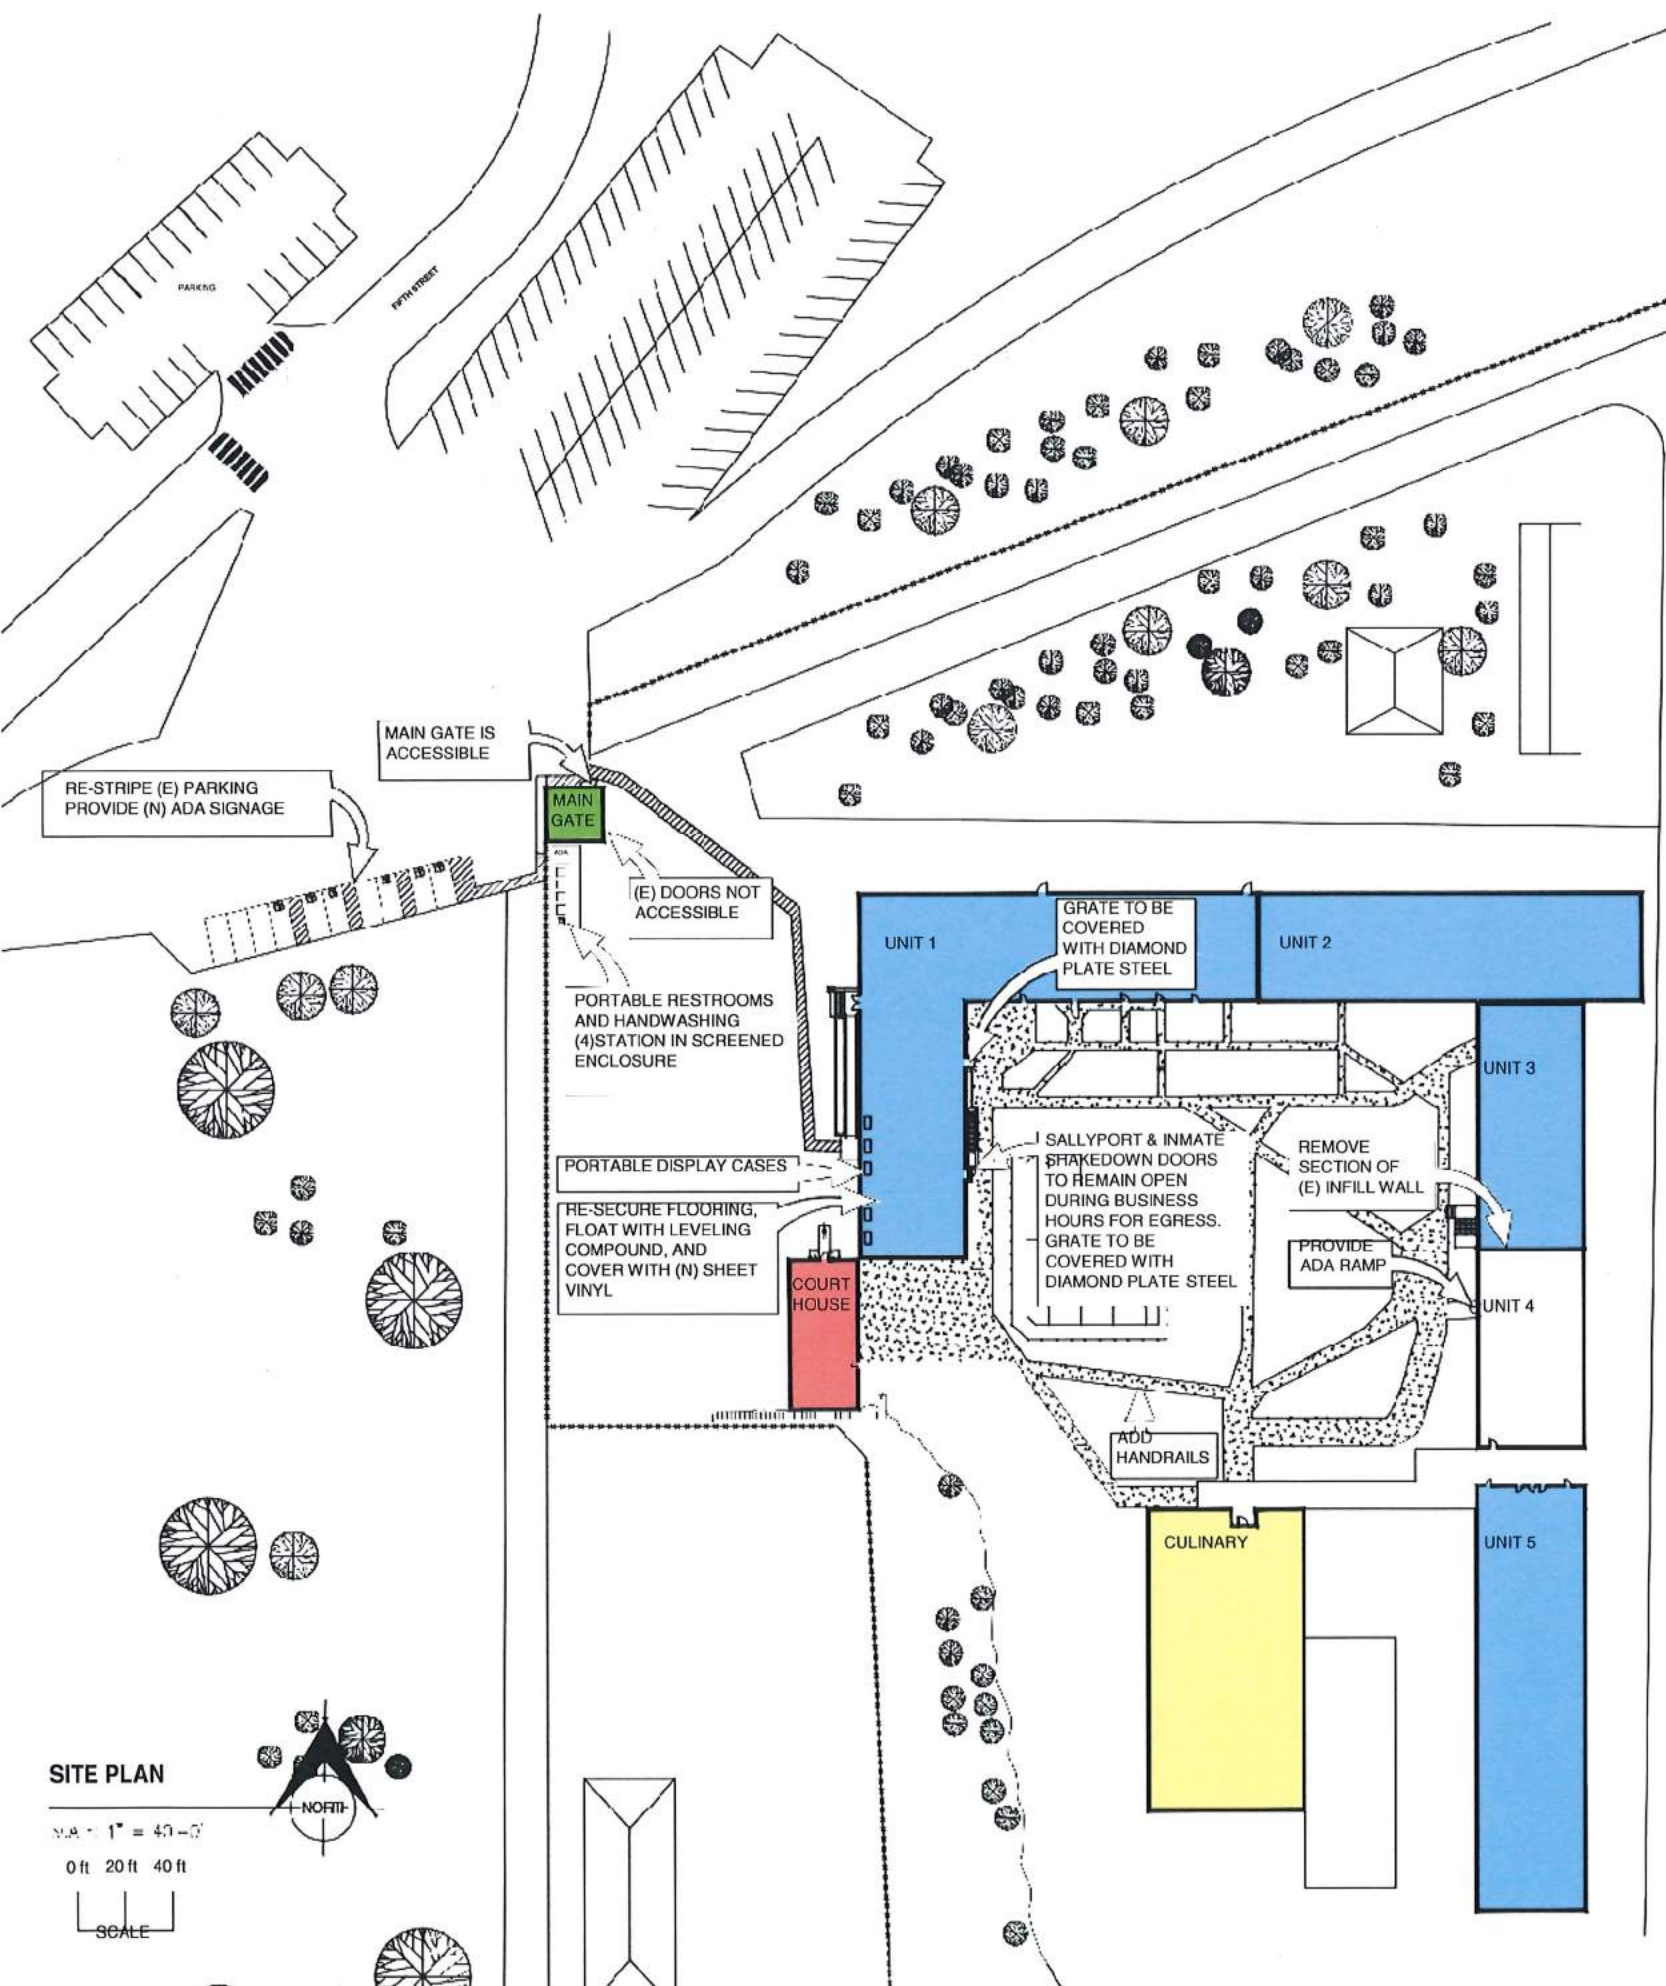 PARKING
FIFTH STREET
MAIN GATE IS
ACCESSIBLE
RE-STRIPE (E) PARKING
PROVIDE (N) ADA SIGNAGE
MAIN
GATE
ADA
(E) DOORS NOT
ACCESSIBLE
GRATE TO BE
COVERED
WITH DIAMOND
PLATE STEEL
UNIT 1
UNIT 2
PORTABLE RESTROOMS
AND HANDWASHING
(4)STATION IN SCREENED
ENCLOSURE
UNIT 3
SALLYPORT & INMATE
SHAKEDOWN DOORS
TO REMAIN OPEN
DURING BUSINESS
HOURS FOR EGRESS.
GRATE TO BE
COVERED WITH
DIAMOND PLATE STEEL
REMOVE
SECTION OF
(E) INFILL WALL
PORTABLE DISPLAY CASES
RE-SECURE FLOORING,
FLOAT WITH LEVELING
COMPOUND, AND
COVER WITH (N) SHEET
VINYL
PROVIDE
ADA RAMP
COURT
HOUSE
UNIT 4
ADD
HANDRAILS
CULINARY
UNIT 5
SITE PLAN
NORTH
1" = 40'-0"
0 ft 20 ft 40 ft
SCALE